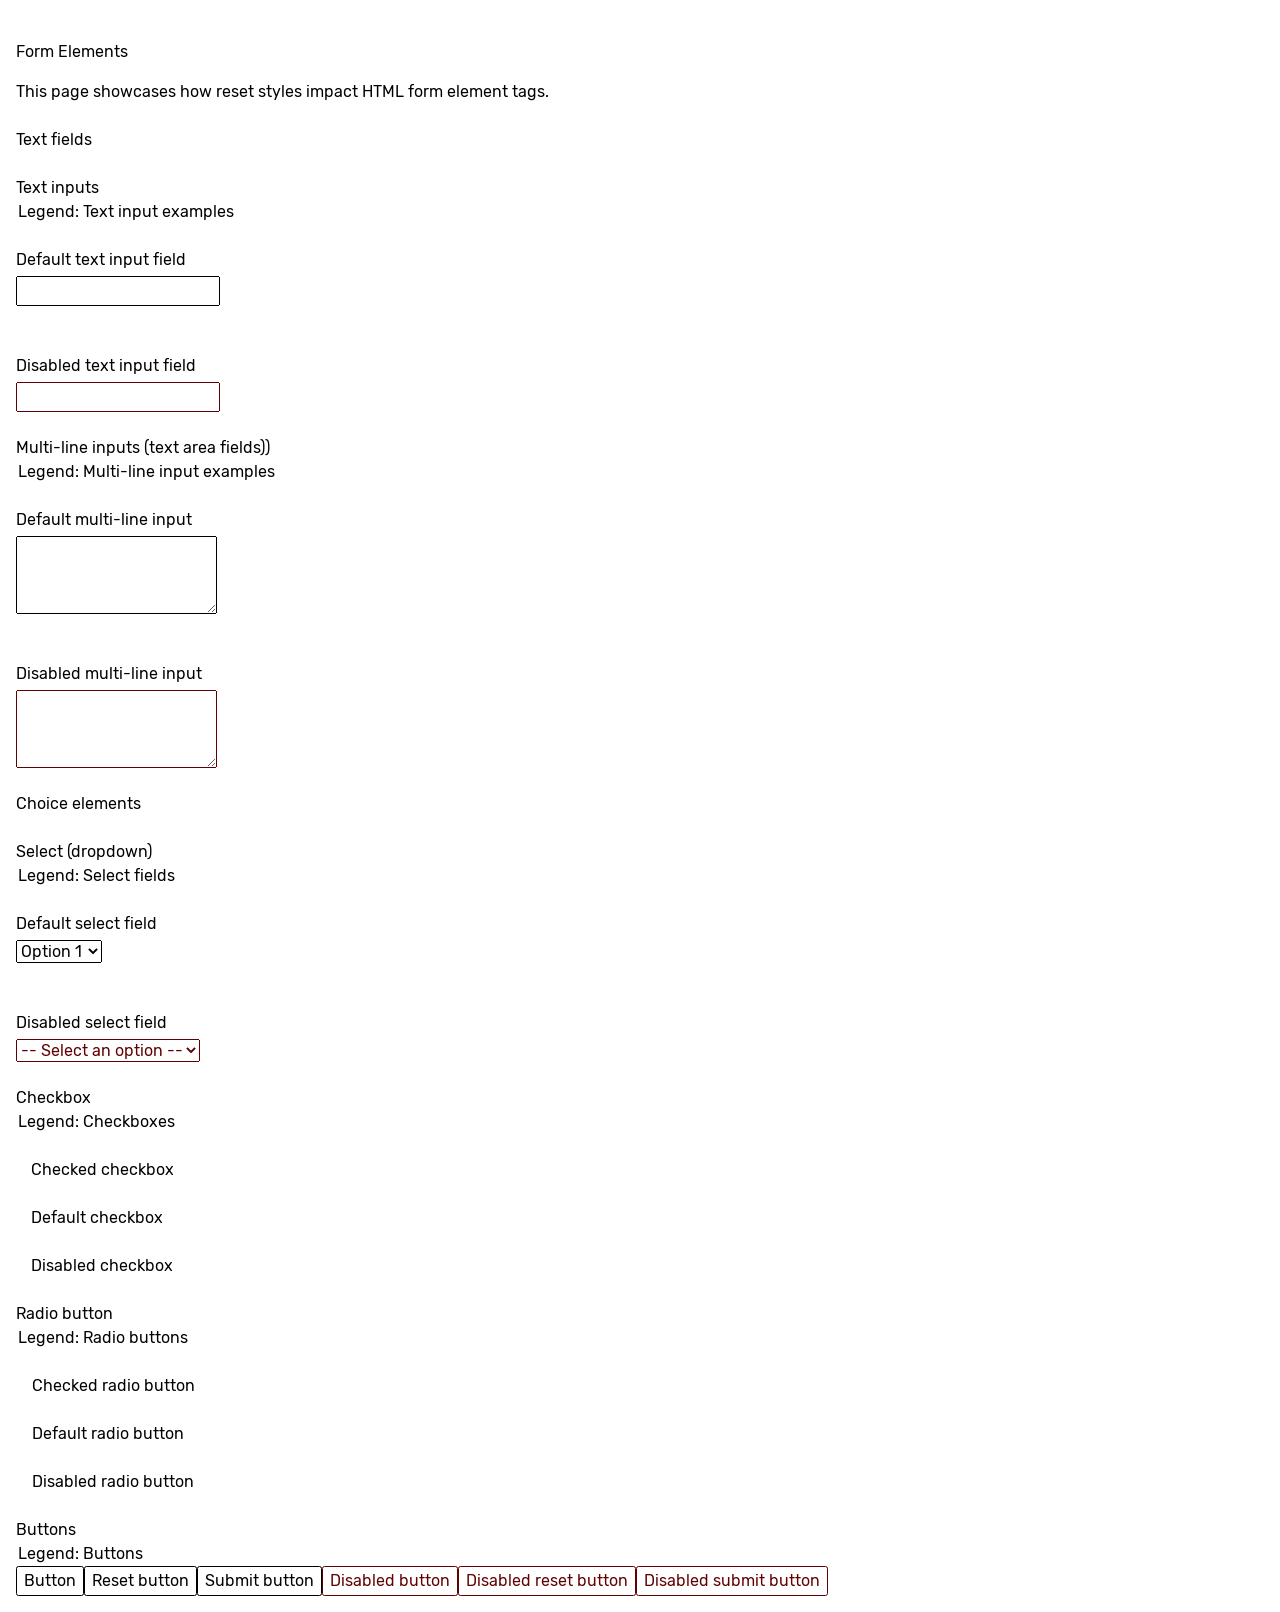 Form Elements
This page showcases how reset styles impact HTML form element tags.
Text fields
Text inputs
Legend: Text input examples
Default text input field
Disabled text input field
Multi-line inputs (text area fields))
Legend: Multi-line input examples
Default multi-line input
Disabled multi-line input
Choice elements
Select (dropdown)
Legend: Select fields
Default select field
Option 1
Disabled select field
-- Select an option --
Checkbox
Legend: Checkboxes
Checked checkbox
Default checkbox
Disabled checkbox
Radio button
Legend: Radio buttons
Checked radio button
Default radio button
Disabled radio button
Buttons
Legend: Buttons
Button Reset button Submit button Disabled button Disabled reset button Disabled submit button